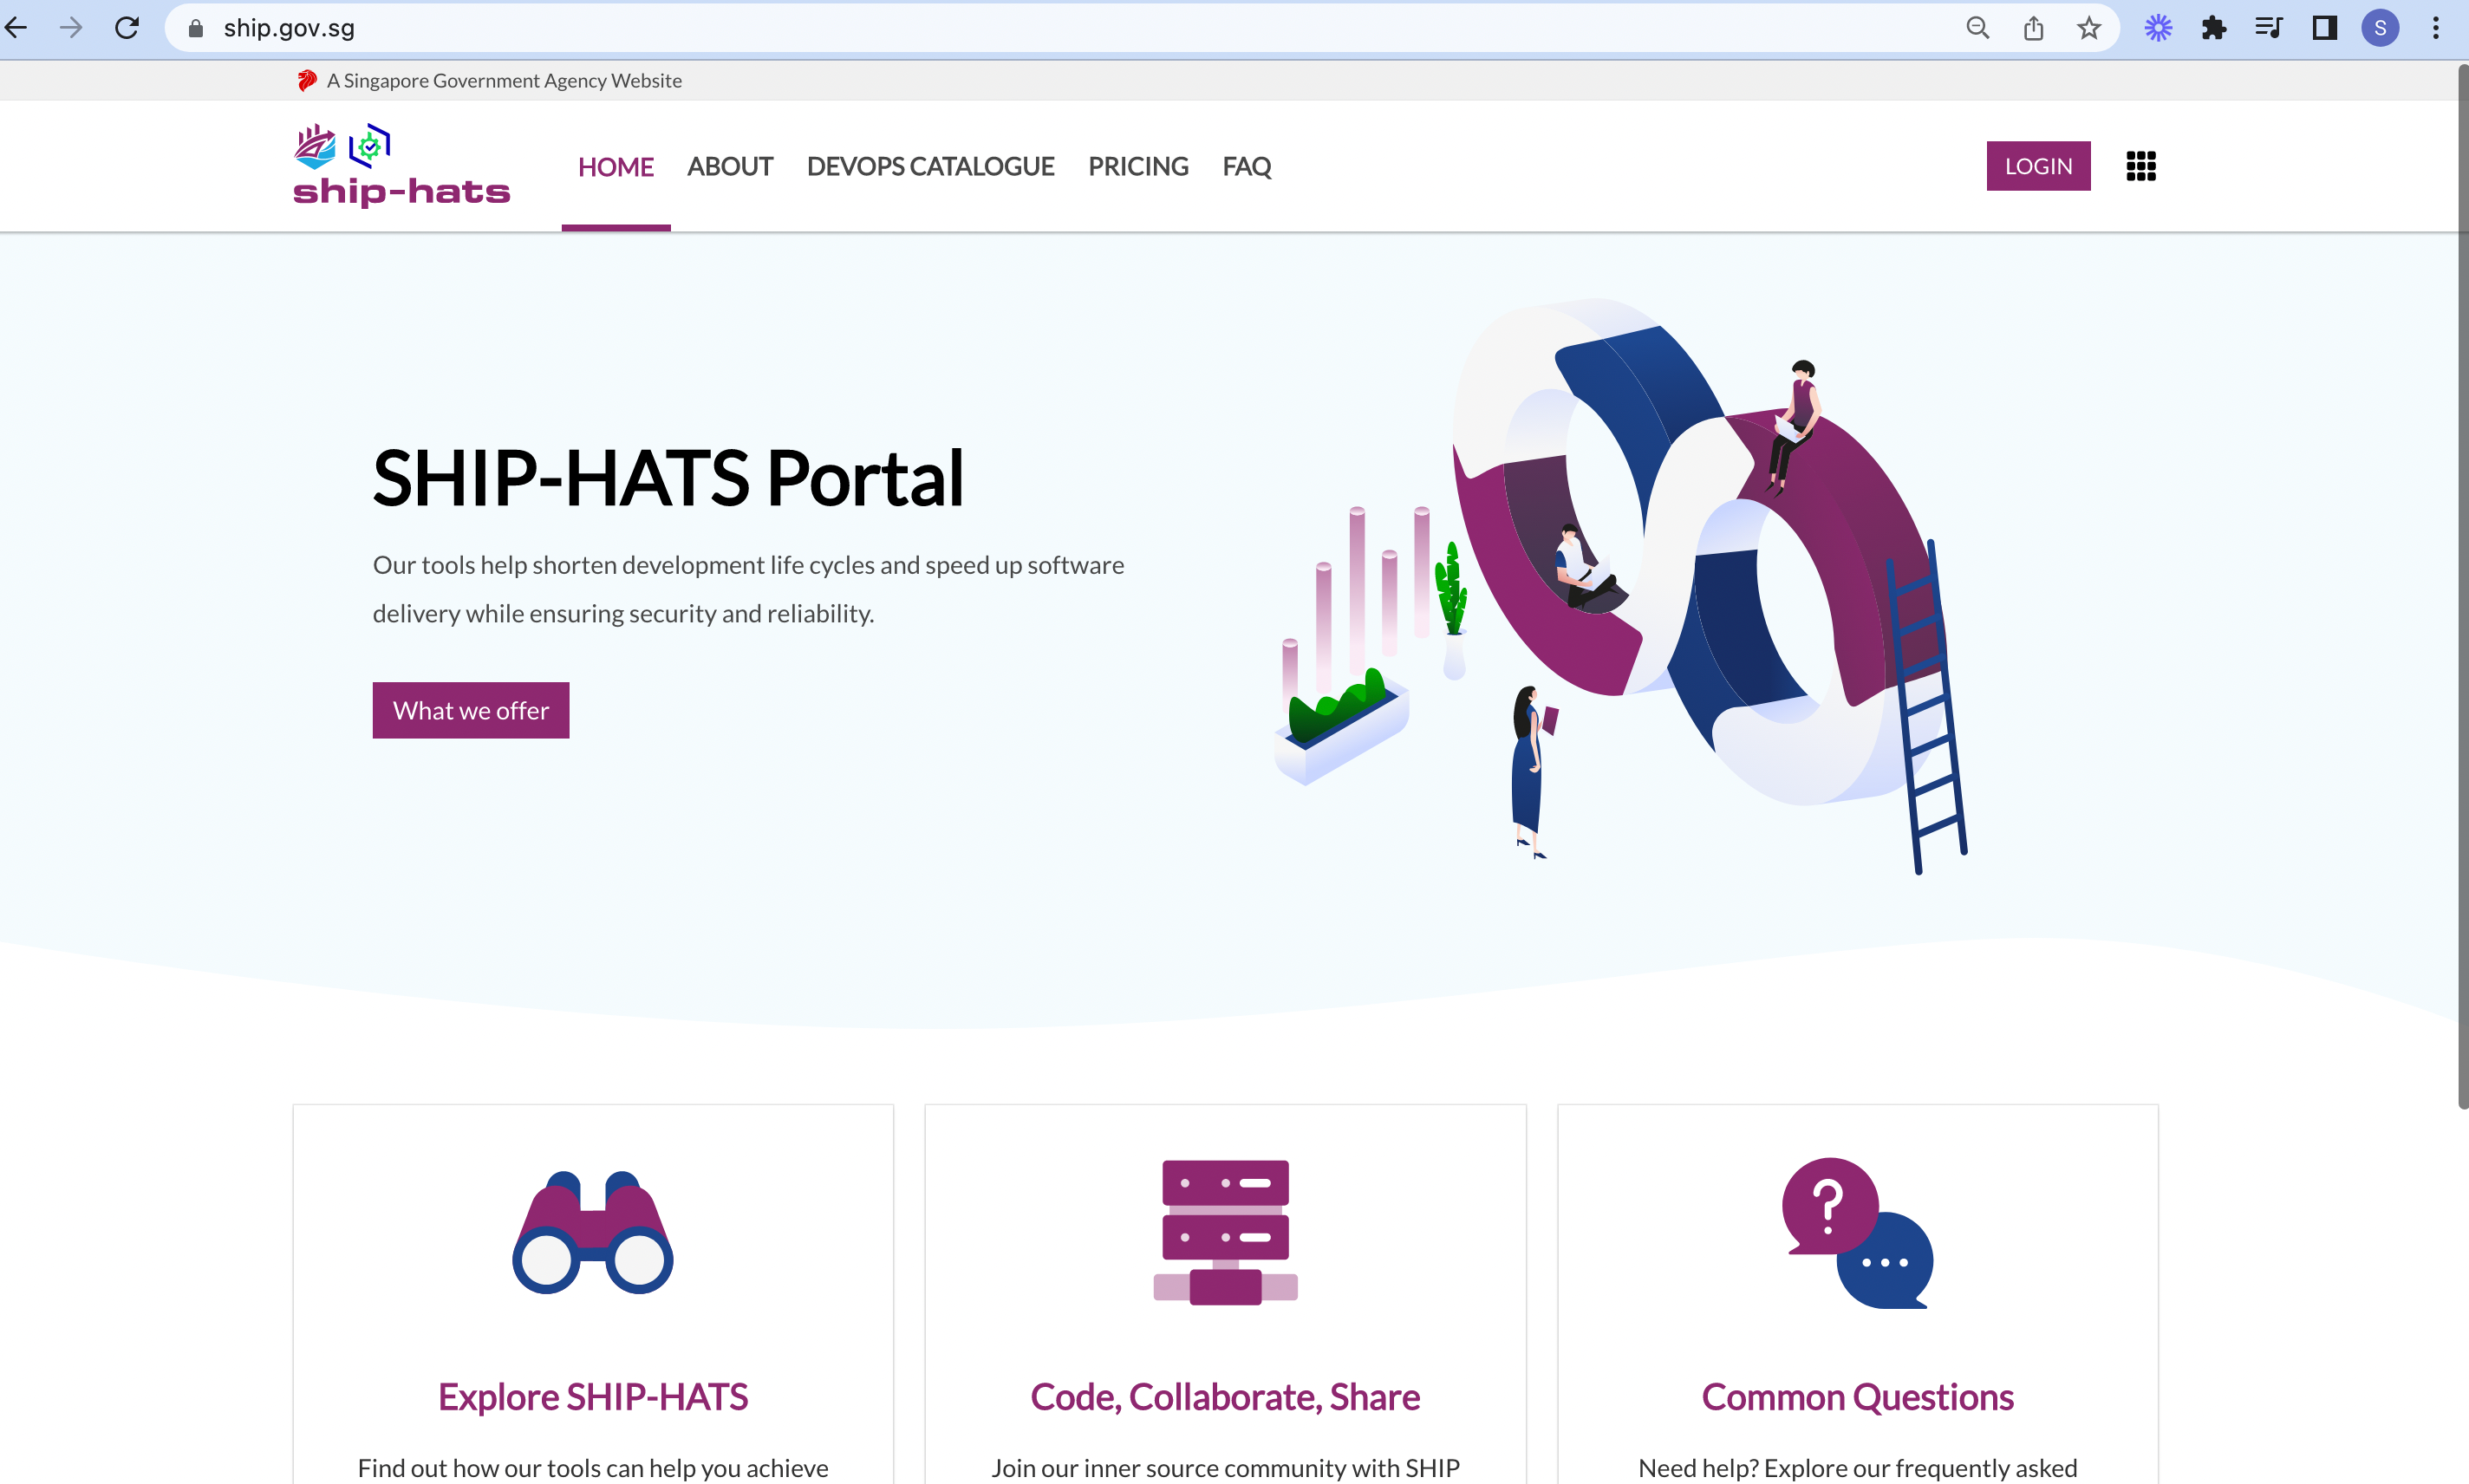 ship.gov.sg
S
A Singapore Government Agency Website
ship-hats
HOME ABOUT DEVOPS CATALOGUE PRICING FAQ LOGIN
SHIP-HATS Portal
Our tools help shorten development life cycles and speed up software
delivery while ensuring security and reliability.
What we offer
?
Explore SHIP-HATS
Find out how our tools can help you achieve
Code, Collaborate, Share
Join our inner source community with SHIP
Common Questions
Need help? Explore our frequently asked